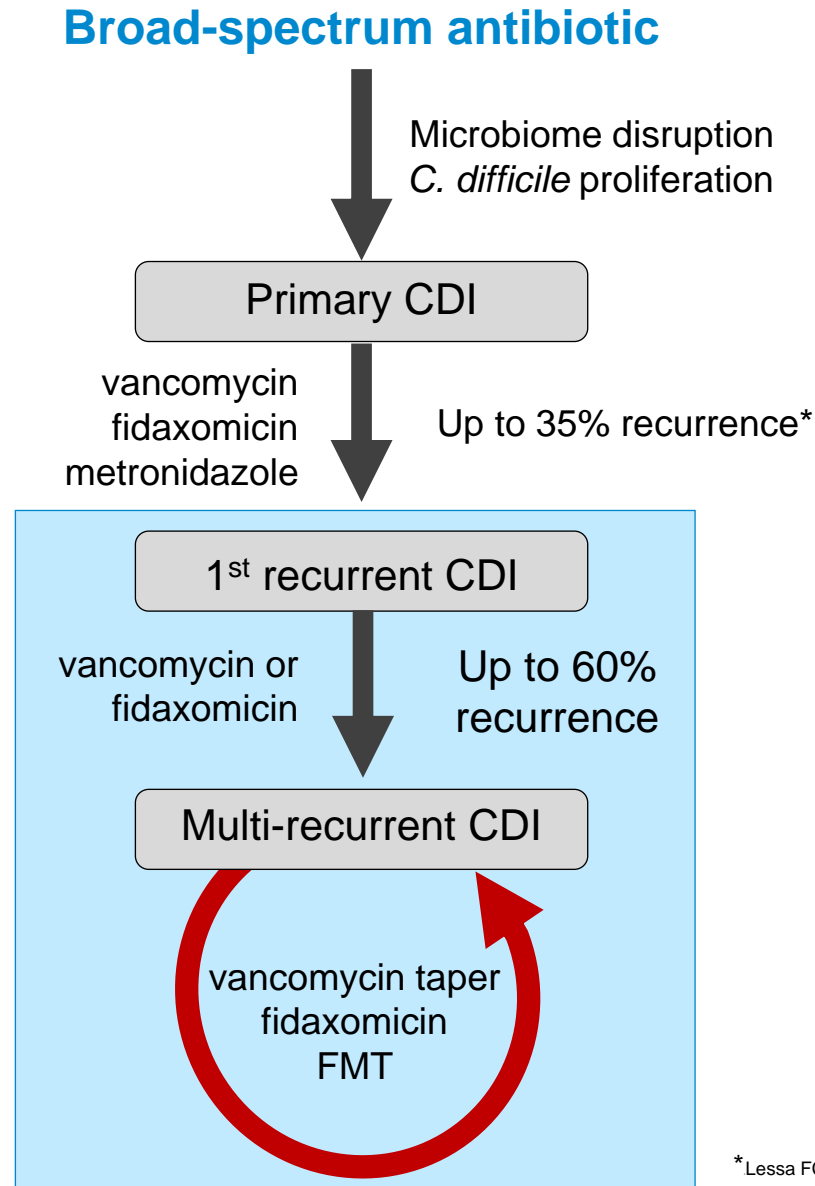 Broad-spectrum antibiotic
Microbiome disruption
C. difficile proliferation
Primary CDI
vancomycin
fidaxomicin
metronidazole
Up to 35% recurrence*
1st recurrent CDI
vancomycin or
fidaxomicin
Up to 60%
recurrence
Multi-recurrent CDI
vancomycin taper
fidaxomicin
FMT
*Lessa